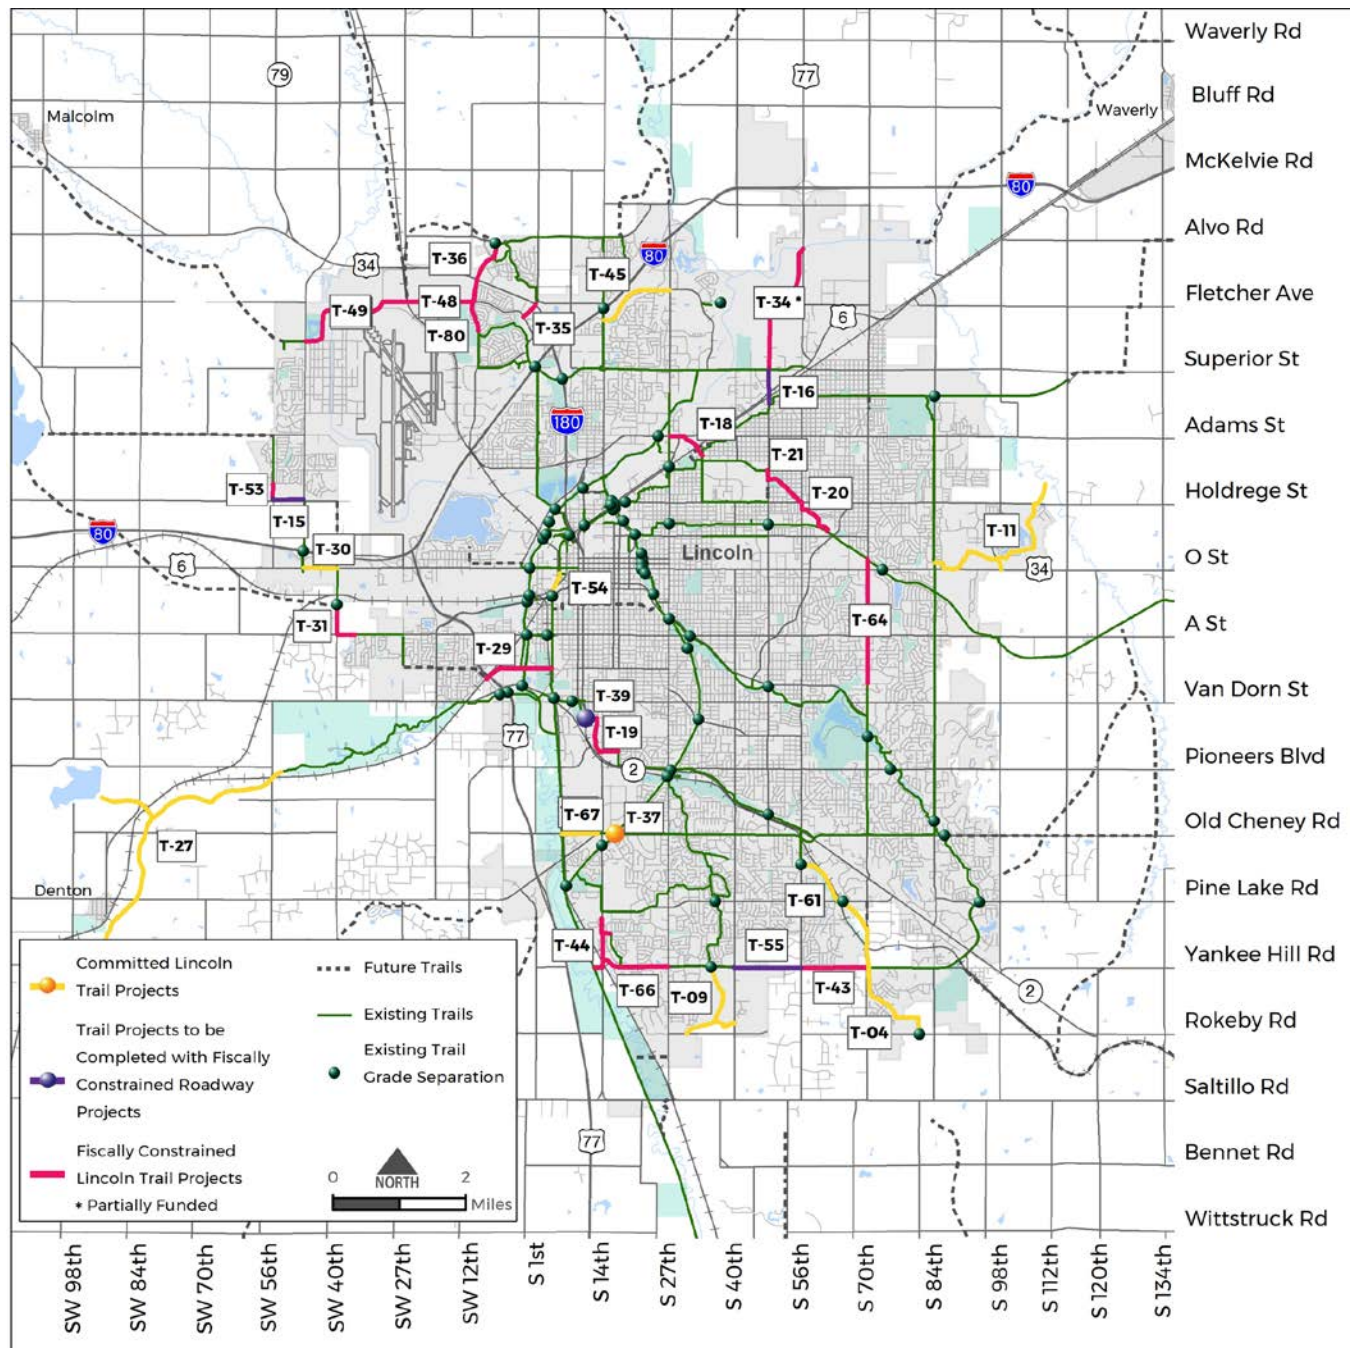 Waverly Rd
79
77
Bluff Rd
Malcolm
Waverly
McKelvie Rd
80
Alvo Rd
T-36
34
80
T-45
T-48
T-34 *
Fletcher Ave
T-49
6
T-80
T-35
Superior St
T-16
180
T-18
Adams St
T-21
T-53
T-20
Holdrege St
T-15
T-11
80
T-30
Lincoln
O St
6
34
T-54
T-31
T-64
A St
T-29
Van Dorn St
T-39
T-19
77
2
Pioneers Blvd
T-67
T-37
Old Cheney Rd
T-27
Denton
Pine Lake Rd
T-61
T-44
T-55
Yankee Hill Rd
T-66
T-09
T-43
2
T-04
Rokeby Rd
Saltillo Rd
77
Bennet Rd
Wittstruck Rd
Committed Lincoln
Trail Projects
Trail Projects to be
Completed with Fiscally
Constrained Roadway
Projects
Fiscally Constrained
Lincoln Trail Projects
* Partially Funded
Future Trails
Existing Trails
Existing Trail
Grade Separation
NORTH
0 2
Miles
SW 98th
SW 84th
SW 70th
SW 56th
SW 40th
SW 27th
SW 12th
S 1st
S 14th
S 27th
S 40th
S 56th
S 70th
S 84th
S 98th
S 112th
S 120th
S 134th